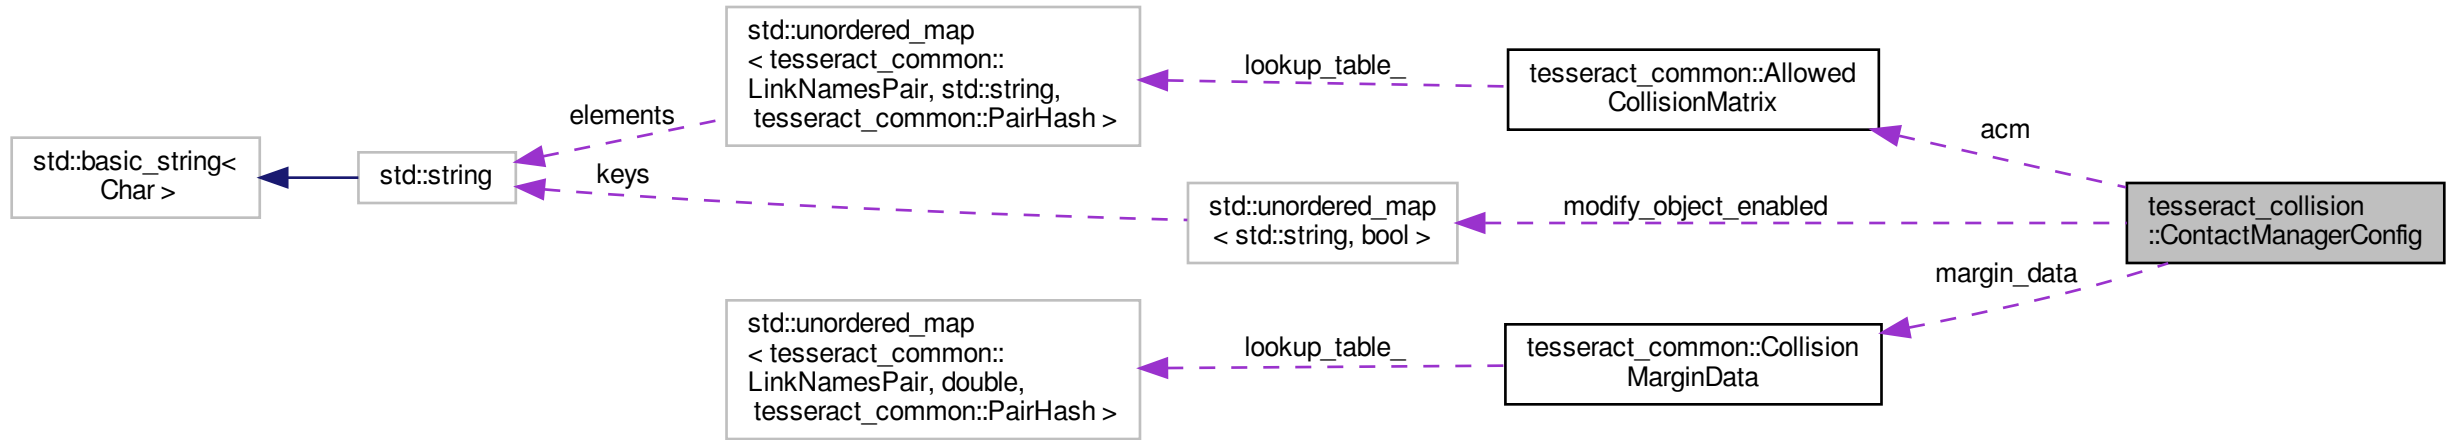 std::unordered_map
< tesseract_common::
LinkNamesPair, std::string,
tesseract_common::PairHash >
lookup_table_
tesseract_common::Allowed
CollisionMatrix
elements
acm
std::basic_string<
Char >
std::string
keys
std::unordered_map
< std::string, bool >
modify_object_enabled
tesseract_collision
::ContactManagerConfig
margin_data
std::unordered_map
< tesseract_common::
LinkNamesPair, double,
tesseract_common::PairHash >
lookup_table_
tesseract_common::Collision
MarginData